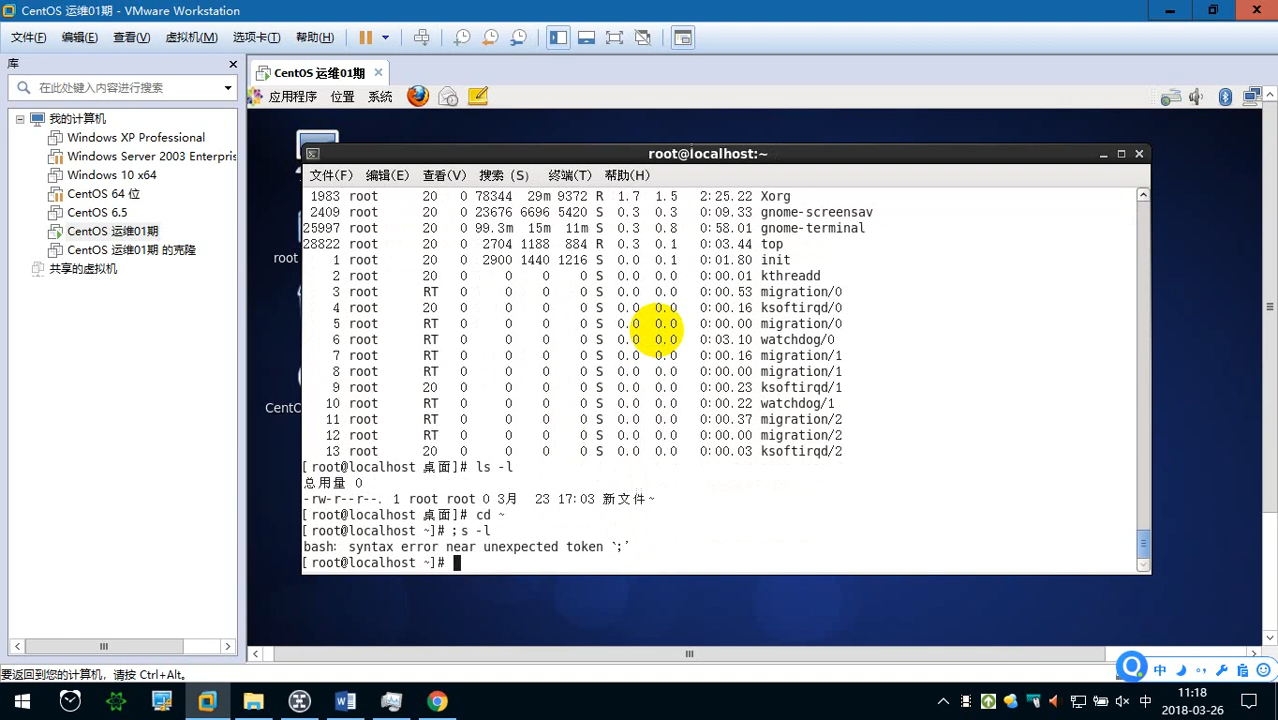 CentOS 运维01期 - VMware Workstation
文件(F) 编辑(E) 查看(V) 虚拟机(M) 选项卡(T) 帮助(H)
库
在此处键入内容进行搜索
我的计算机
Windows XP Professional
Windows Server 2003 Enterpris
Windows 10 x64
CentOS 64 位
CentOS 6.5
CentOS 运维01期
CentOS 运维01期 的克隆
共享的虚拟机
CentOS 运维01期
应用程序 位置 系统
root
CentC
root@localhost:~
文件(F) 编辑(E) 查看(V) 搜索 (S) 终端(T) 帮助(H)
1983 root 20 0 78344 29m 9372 R 1.7 1.5 2:25.22 Xorg
2409 root 20 0 23676 6696 5420 S 0.3 0.3 0:09.33 gnome-screensav
25997 root 20 0 99.3m 15m 11m S 0.3 0.8 0:58.01 gnome-terminal
28822 root 20 0 2704 1188 884 R 0.3 0.1 0:03.44 top
1 root 20 0 2900 1440 1216 S 0.0 0.1 0:01.80 init
2 root 20 0 0 0 0 S 0.0 0.0 0:00.01 kthreadd
3 root RT 0 0 0 0 S 0.0 0.0 0:00.53 migration/0
4 root 20 0 0 0 0 S 0.0 0.0 0:00.16 ksoftirqd/0
5 root RT 0 0 0 0 S 0.0 0.0 0:00.00 migration/0
6 root RT 0 0 0 0 S 0.0 0.0 0:03.10 watchdog/0
7 root RT 0 0 0 0 S 0.0 0.0 0:00.16 migration/1
8 root RT 0 0 0 0 S 0.0 0.0 0:00.00 migration/1
9 root 20 0 0 0 0 S 0.0 0.0 0:00.23 ksoftirqd/1
10 root RT 0 0 0 0 S 0.0 0.0 0:00.22 watchdog/1
11 root RT 0 0 0 0 S 0.0 0.0 0:00.37 migration/2
12 root RT 0 0 0 0 S 0.0 0.0 0:00.00 migration/2
13 root 20 0 0 0 0 S 0.0 0.0 0:00.03 ksoftirqd/2
[root@localhost 桌面]# ls -l
总用量 0
-rw-r--r--. 1 root root 0 3月 23 17:03 新文件~
[root@localhost 桌面]# cd ~
[root@localhost ~]# ;s -l
bash: syntax error near unexpected token `;'
[root@localhost ~]#
要返回到您的计算机，请按 Ctrl+Alt。
中
中
11:18
2018-03-26